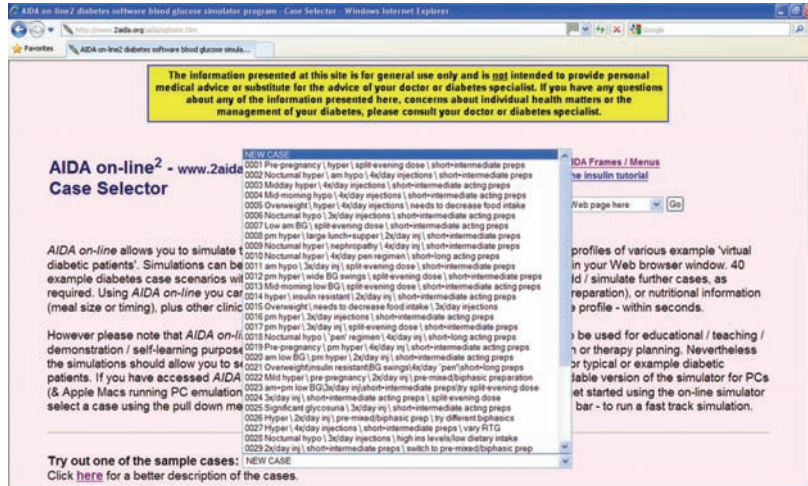 AIDA on-line2 diabetes software blood glucose simulator program - Case Selector - Windows Internet Explorer
http://www.2aida.org/aida/options.htm
Google
Favorites
AIDA on-line2 diabetes software blood glucose simula...
The information presented at this site is for general use only and is not intended to provide personal
medical advice or substitute for the advice of your doctor or diabetes specialist. If you have any questions
about any of the information presented here, concerns about individual health matters or the
management of your diabetes, please consult your doctor or diabetes specialist.
AIDA on-line2 - www.2aida
Case Selector
IDA Frames / Menus
he insulin tutorial
Web page here
Go
NEW CASE
0001 Pre-pregnancy \ hyper \ split-evening dose \ short+intermediate preps
0002 Nocturnal hyper \ am hypo \ 4x/day injections \ short+intermediate preps
0003 Midday hyper \ 4x/day injections \ short+intermediate acting preps
0004 Mid-morning hypo \ 4x/day injections \ short+intermediate acting preps
0005 Overweight \ hyper \ 4x/day injections \ needs to decrease food intake
0006 Nocturnal hypo \ 3x/day injections \ short+intermediate acting preps
0007 Low am BG \ split-evening dose \ short+intermediate acting preps
0008 pm hyper \ large lunch+supper \ 2x/day inj \ short+intermediate preps
0009 Nocturnal hyper \ nephropathy \ 4x/day inj \ short+intermediate preps
0010 Nocturnal hyper \ 4x/day pen regimen \ short+long acting preps
0011 am hypo \ 3x/day inj \ split-evening dose \ short+intermediate preps
0012 pm hyper \ wide BG swings \ split-evening dose \ short+intermediate preps
0013 Mid-morning low BG \ split-evening dose \ short+intermediate preps
0014 hyper \ insulin resistant \ 2x/day inj \ short+intermediate preps
0015 Overweight \ needs to decrease food intake \ 3x/day injections
0016 pm hyper \ 3x/day injections \ short+intermediate acting preps
0017 pm hyper \ 3x/day inj \ split-evening dose \ short+intermediate preps
0018 Nocturnal hypo \ 'pen' regimen \ 4x/day inj \ short+long acting preps
0019 Pre-pregnancy \ pm hyper \ 4x/day inj \ short+intermediate preps
0020 am low BG \ pm hyper \ 2x/day inj \ short+intermediate acting preps
0021 Overweight\insulin resistant\BG swings\4x/day 'pen'\short+long preps
0022 Mid hyper \ pre-pregnancy \ 2x/day inj \ pre-mixed/biphasic preparation
0023 am+pm low BG\3x/day inj\short+intermediate preps\try split-evening dose
0024 3x/day inj \ short+intermediate acting preps \ split-evening dose
0025 Significant glycosuria \ 3x/day inj \ short+intermediate acting preps
0026 Hyper \ 2x/day inj \ pre-mixed/biphasic prep \ try different biphasics
0027 Hyper \ 4x/day injections \ short+intermediate preps \ vary RTG
0028 Nocturnal hypo \ 3x/day injections \ high ins levels/low dietary intake
0029 2x/day inj \ short+intermediate preps \ switch to pre-mixed/biphasic prep
AIDA on-line allows you to simulate t profiles of various example 'virtual
diabetic patients'. Simulations can be in your Web browser window. 40
example diabetes case scenarios wi ld / simulate further cases, as
required. Using AIDA on-line you car reparation), or nutritional information
(meal size or timing), plus other clinic profile - within seconds.
However please note that AIDA on-li be used for educational / teaching /
demonstration / self-learning purpose n or therapy planning. Nevertheless
the simulations should allow you to s or typical or example diabetic
patients. If you have accessed AIDA dable version of the simulator for PCs
(& Apple Macs running PC emulation et started using the on-line simulator
select a case using the pull down me bar - to run a fast track simulation.
Try out one of the sample cases: NEW CASE
Click here for a better description of the cases.